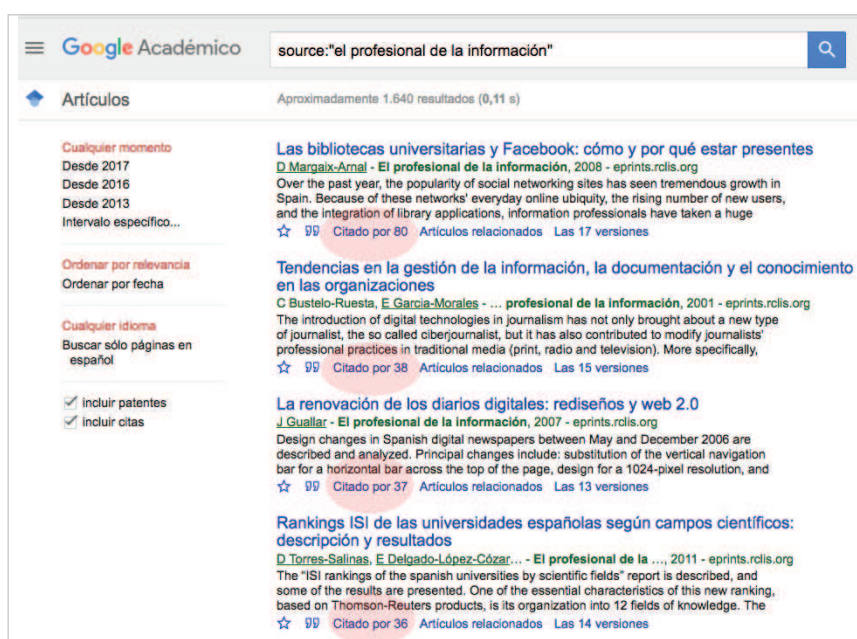 Google Académico
source:"el profesional de la información"
Artículos
Aproximadamente 1.640 resultados (0,11 s)
Cualquier momento
Desde 2017
Desde 2016
Desde 2013
Intervalo específico...
Ordenar por relevancia
Ordenar por fecha
Cualquier idioma
Buscar sólo páginas en
español
incluir patentes
incluir citas
Las bibliotecas universitarias y Facebook: cómo y por qué estar presentes
D Margaix-Arnal - El profesional de la información, 2008 - eprints.rclis.org
Over the past year, the popularity of social networking sites has seen tremendous growth in
Spain. Because of these networks' everyday online ubiquity, the rising number of new users,
and the integration of library applications, information professionals have taken a huge
Citado por 80 Artículos relacionados Las 17 versiones
Tendencias en la gestión de la información, la documentación y el conocimiento
en las organizaciones
C Bustelo-Ruesta, E García-Morales - ... profesional de la información, 2001 - eprints.rclis.org
The introduction of digital technologies in journalism has not only brought about a new type
of journalist, the so called ciberjournalist, but it has also contributed to modify journalists'
professional practices in traditional media (print, radio and television). More specifically,
Citado por 38 Artículos relacionados Las 15 versiones
La renovación de los diarios digitales: rediseños y web 2.0
J Guallar - El profesional de la información, 2007 - eprints.rclis.org
Design changes in Spanish digital newspapers between May and December 2006 are
described and analyzed. Principal changes include: substitution of the vertical navigation
bar for a horizontal bar across the top of the page, design for a 1024-pixel resolution, and
Citado por 37 Artículos relacionados Las 13 versiones
Rankings ISI de las universidades españolas según campos científicos:
descripción y resultados
D Torres-Salinas, E Delgado-López-Cózar... - El profesional de la ..., 2011 - eprints.rclis.org
The "ISI rankings of the spanish universities by scientific fields" report is described, and
some of the results are presented. One of the essential characteristics of this new ranking,
based on Thomson-Reuters products, is its organization into 12 fields of knowledge. The
Citado por 36 Artículos relacionados Las 14 versiones